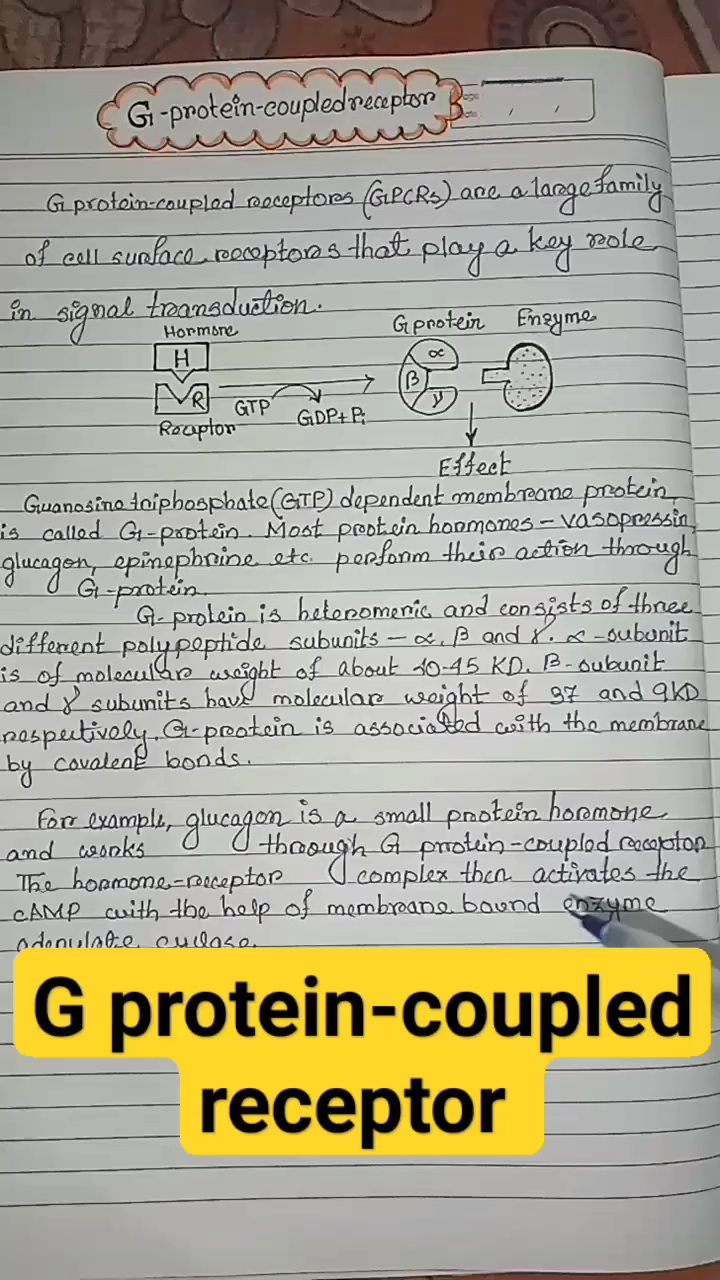 G-protein-coupled receptor
G protein-coupled receptors (GPCRs) are a large family
of cell surface receptors that play a key role
in signal transduction.
Hormone
H
R
Receptor
GTP
GDP+Pi
G protein
α
β
γ
Enzyme
Effect
Guanosine triphosphate (GTP) dependent membrane protein,
is called G-protein. Most protein hormones - vasopressin,
glucagon, epinephrine etc. perform their action through
G-protein.
G-protein is heteromeric and consists of three
different polypeptide subunits - α, β and γ. α-subunit
is of molecular weight of about 40-45 KD. β-subunit
and γ subunits have molecular weight of 37 and 9KD
respectively. G-protein is associated with the membrane
by covalent bonds.
For example, glucagon is a small protein hormone,
and works through G protein-coupled receptor
The hormone-receptor complex then activates the
cAMP with the help of membrane bound enzyme
adenylate cyclase.
G protein-coupled
receptor